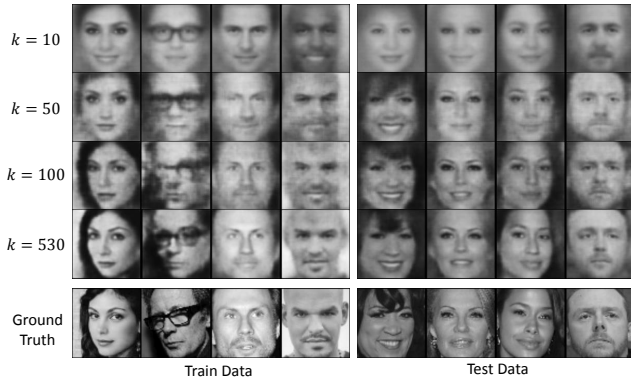 k = 10
k = 50
k = 100
k = 530
Ground
Truth
Train Data
Test Data